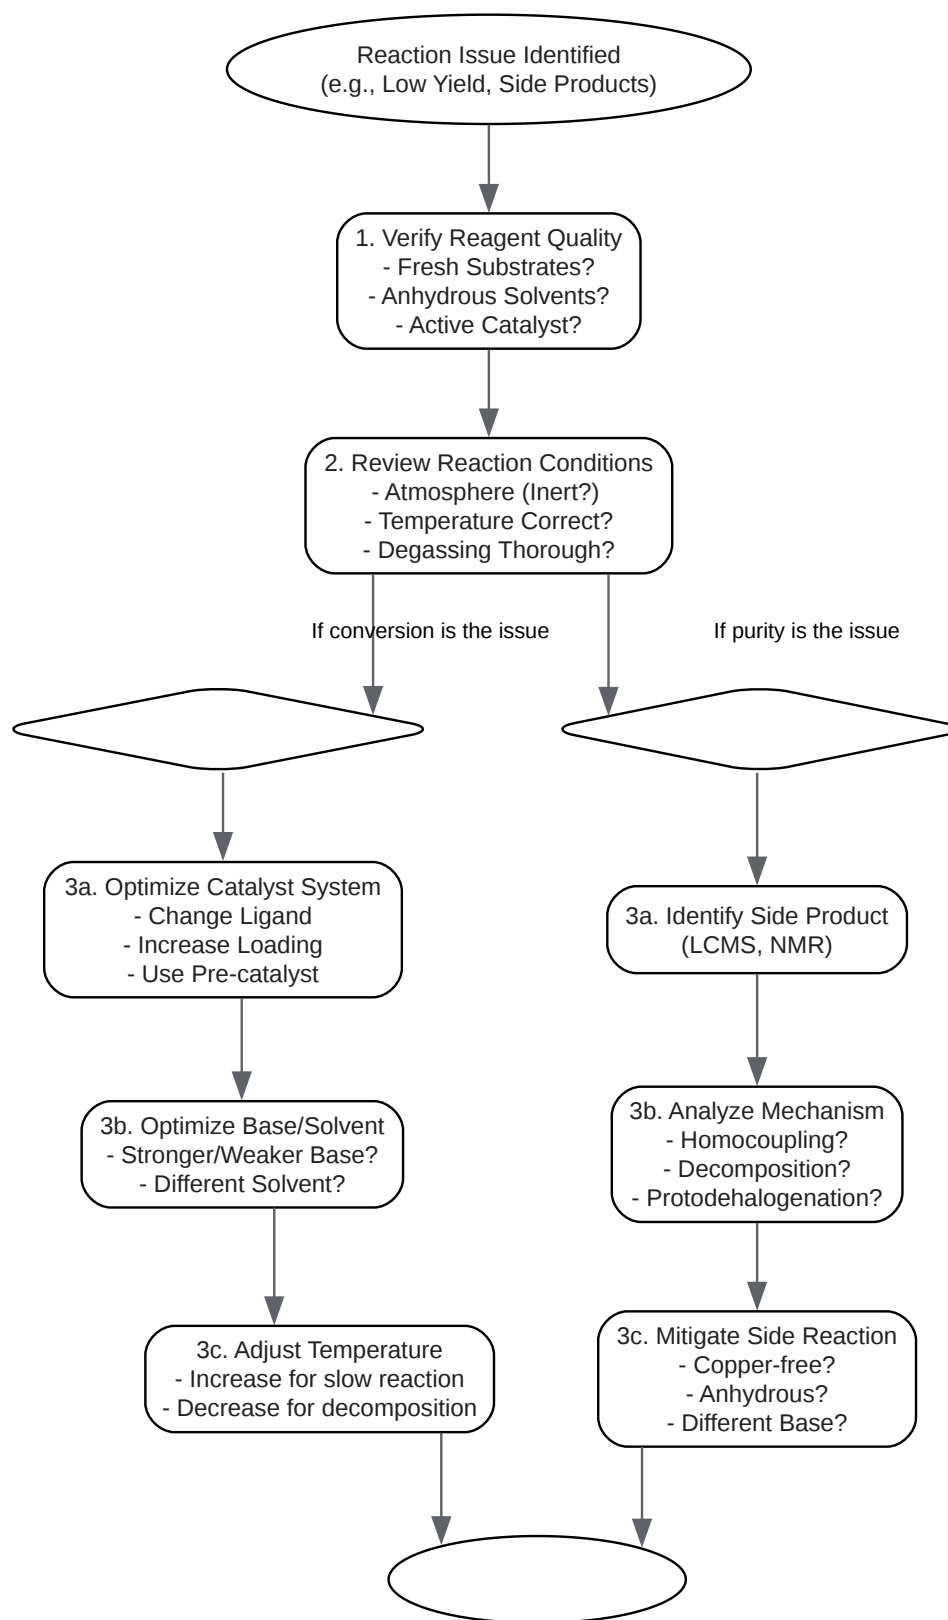 Reaction Issue Identified
(e.g., Low Yield, Side Products)
1. Verify Reagent Quality
- Fresh Substrates?
- Anhydrous Solvents?
- Active Catalyst?
2. Review Reaction Conditions
- Atmosphere (Inert?)
- Temperature Correct?
- Degassing Thorough?
If conversion is the issue
If purity is the issue
3a. Optimize Catalyst System
- Change Ligand
- Increase Loading
- Use Pre-catalyst
3a. Identify Side Product
(LCMS, NMR)
3b. Optimize Base/Solvent
- Stronger/Weaker Base?
- Different Solvent?
3b. Analyze Mechanism
- Homocoupling?
- Decomposition?
- Protodehalogenation?
3c. Adjust Temperature
- Increase for slow reaction
- Decrease for decomposition
3c. Mitigate Side Reaction
- Copper-free?
- Anhydrous?
- Different Base?